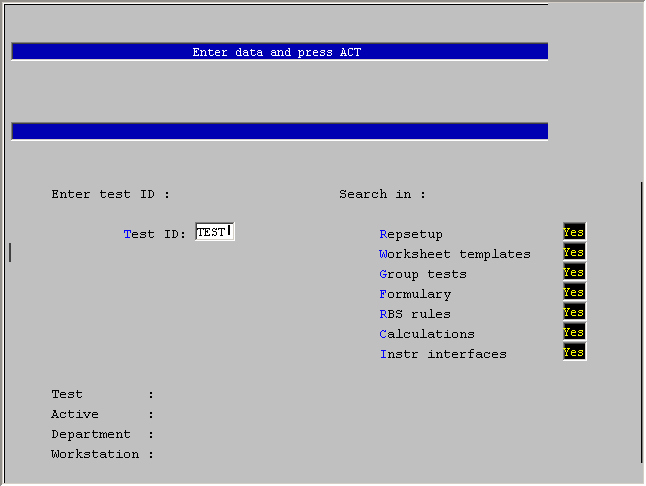 Enter data and press ACT
Enter test ID : Search in :
Test ID: TEST Repsetup Yes
Worksheet templates Yes
Group tests Yes
Formulary Yes
RBS rules Yes
Calculations Yes
Instr interfaces Yes
Test :
Active :
Department :
Workstation :